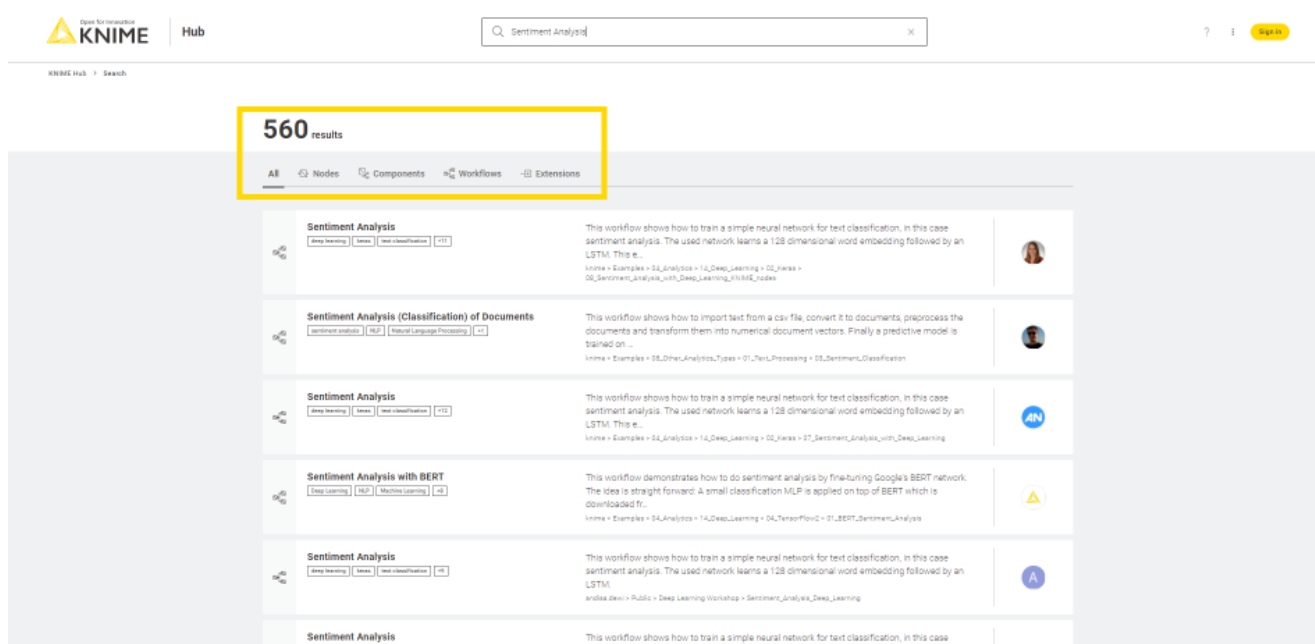 Open for Innovation
KNIME
Hub
Sentiment Analysis
?
Sign in
KNIME Hub > Search
560 results
All
Nodes
Components
Workflows
Extensions
Sentiment Analysis
deep learning keras text classification +11
This workflow shows how to train a simple neural network for text classification, in this case
sentiment analysis. The used network learns a 128 dimensional word embedding followed by an
LSTM. This e...
knime > Examples > 04_Analytics > 14_Deep_Learning > 02_Keras >
08_Sentiment_Analysis_with_Deep_Learning_KNIME_nodes
Sentiment Analysis (Classification) of Documents
sentiment analysis NLP Natural Language Processing +1
This workflow shows how to import text from a csv file, convert it to documents, preprocess the
documents and transform them into numerical document vectors. Finally a predictive model is
trained on ...
knime > Examples > 08_Other_Analytics_Types > 01_Text_Processing > 03_Sentiment_Classification
Sentiment Analysis
deep learning keras text classification +12
This workflow shows how to train a simple neural network for text classification, in this case
sentiment analysis. The used network learns a 128 dimensional word embedding followed by an
LSTM. This e...
knime > Examples > 04_Analytics > 14_Deep_Learning > 02_Keras > 07_Sentiment_Analysis_with_Deep_Learning
AN
Sentiment Analysis with BERT
Deep Learning NLP Machine Learning +8
This workflow demonstrates how to do sentiment analysis by fine-tuning Google's BERT network.
The idea is straight forward: A small classification MLP is applied on top of BERT which is
downloaded fr...
knime > Examples > 04_Analytics > 14_Deep_Learning > 04_TensorFlow2 > 01_BERT_Sentiment_Analysis
Sentiment Analysis
deep learning keras text classification
This workflow shows how to train a simple neural network for text classification, in this case
sentiment analysis. The used network learns a 128 dimensional word embedding followed by an
LSTM.
andisa.dewi > Public > Deep Learning Workshop > Sentiment_Analysis_Deep_Learning
A
Sentiment Analysis
This workflow shows how to train a simple neural network for text classification, in this case